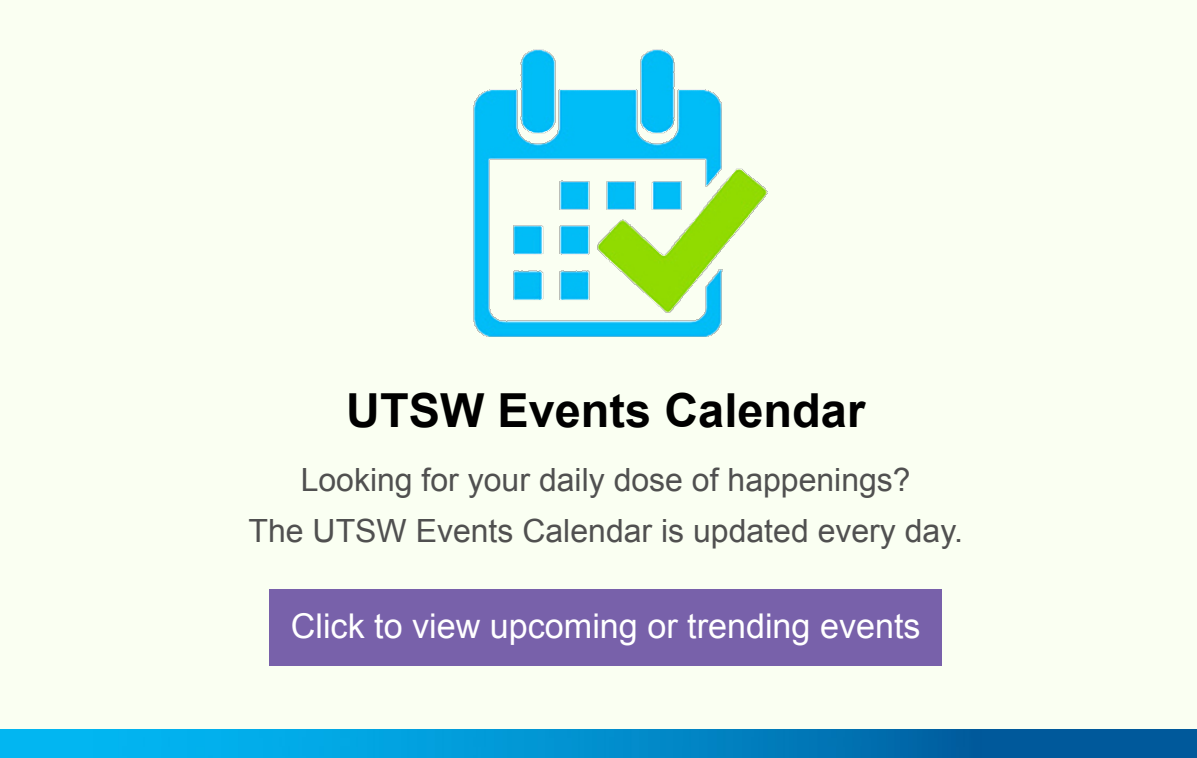 UTSW Events Calendar
Looking for your daily dose of happenings?
The UTSW Events Calendar is updated every day.
Click to view upcoming or trending events